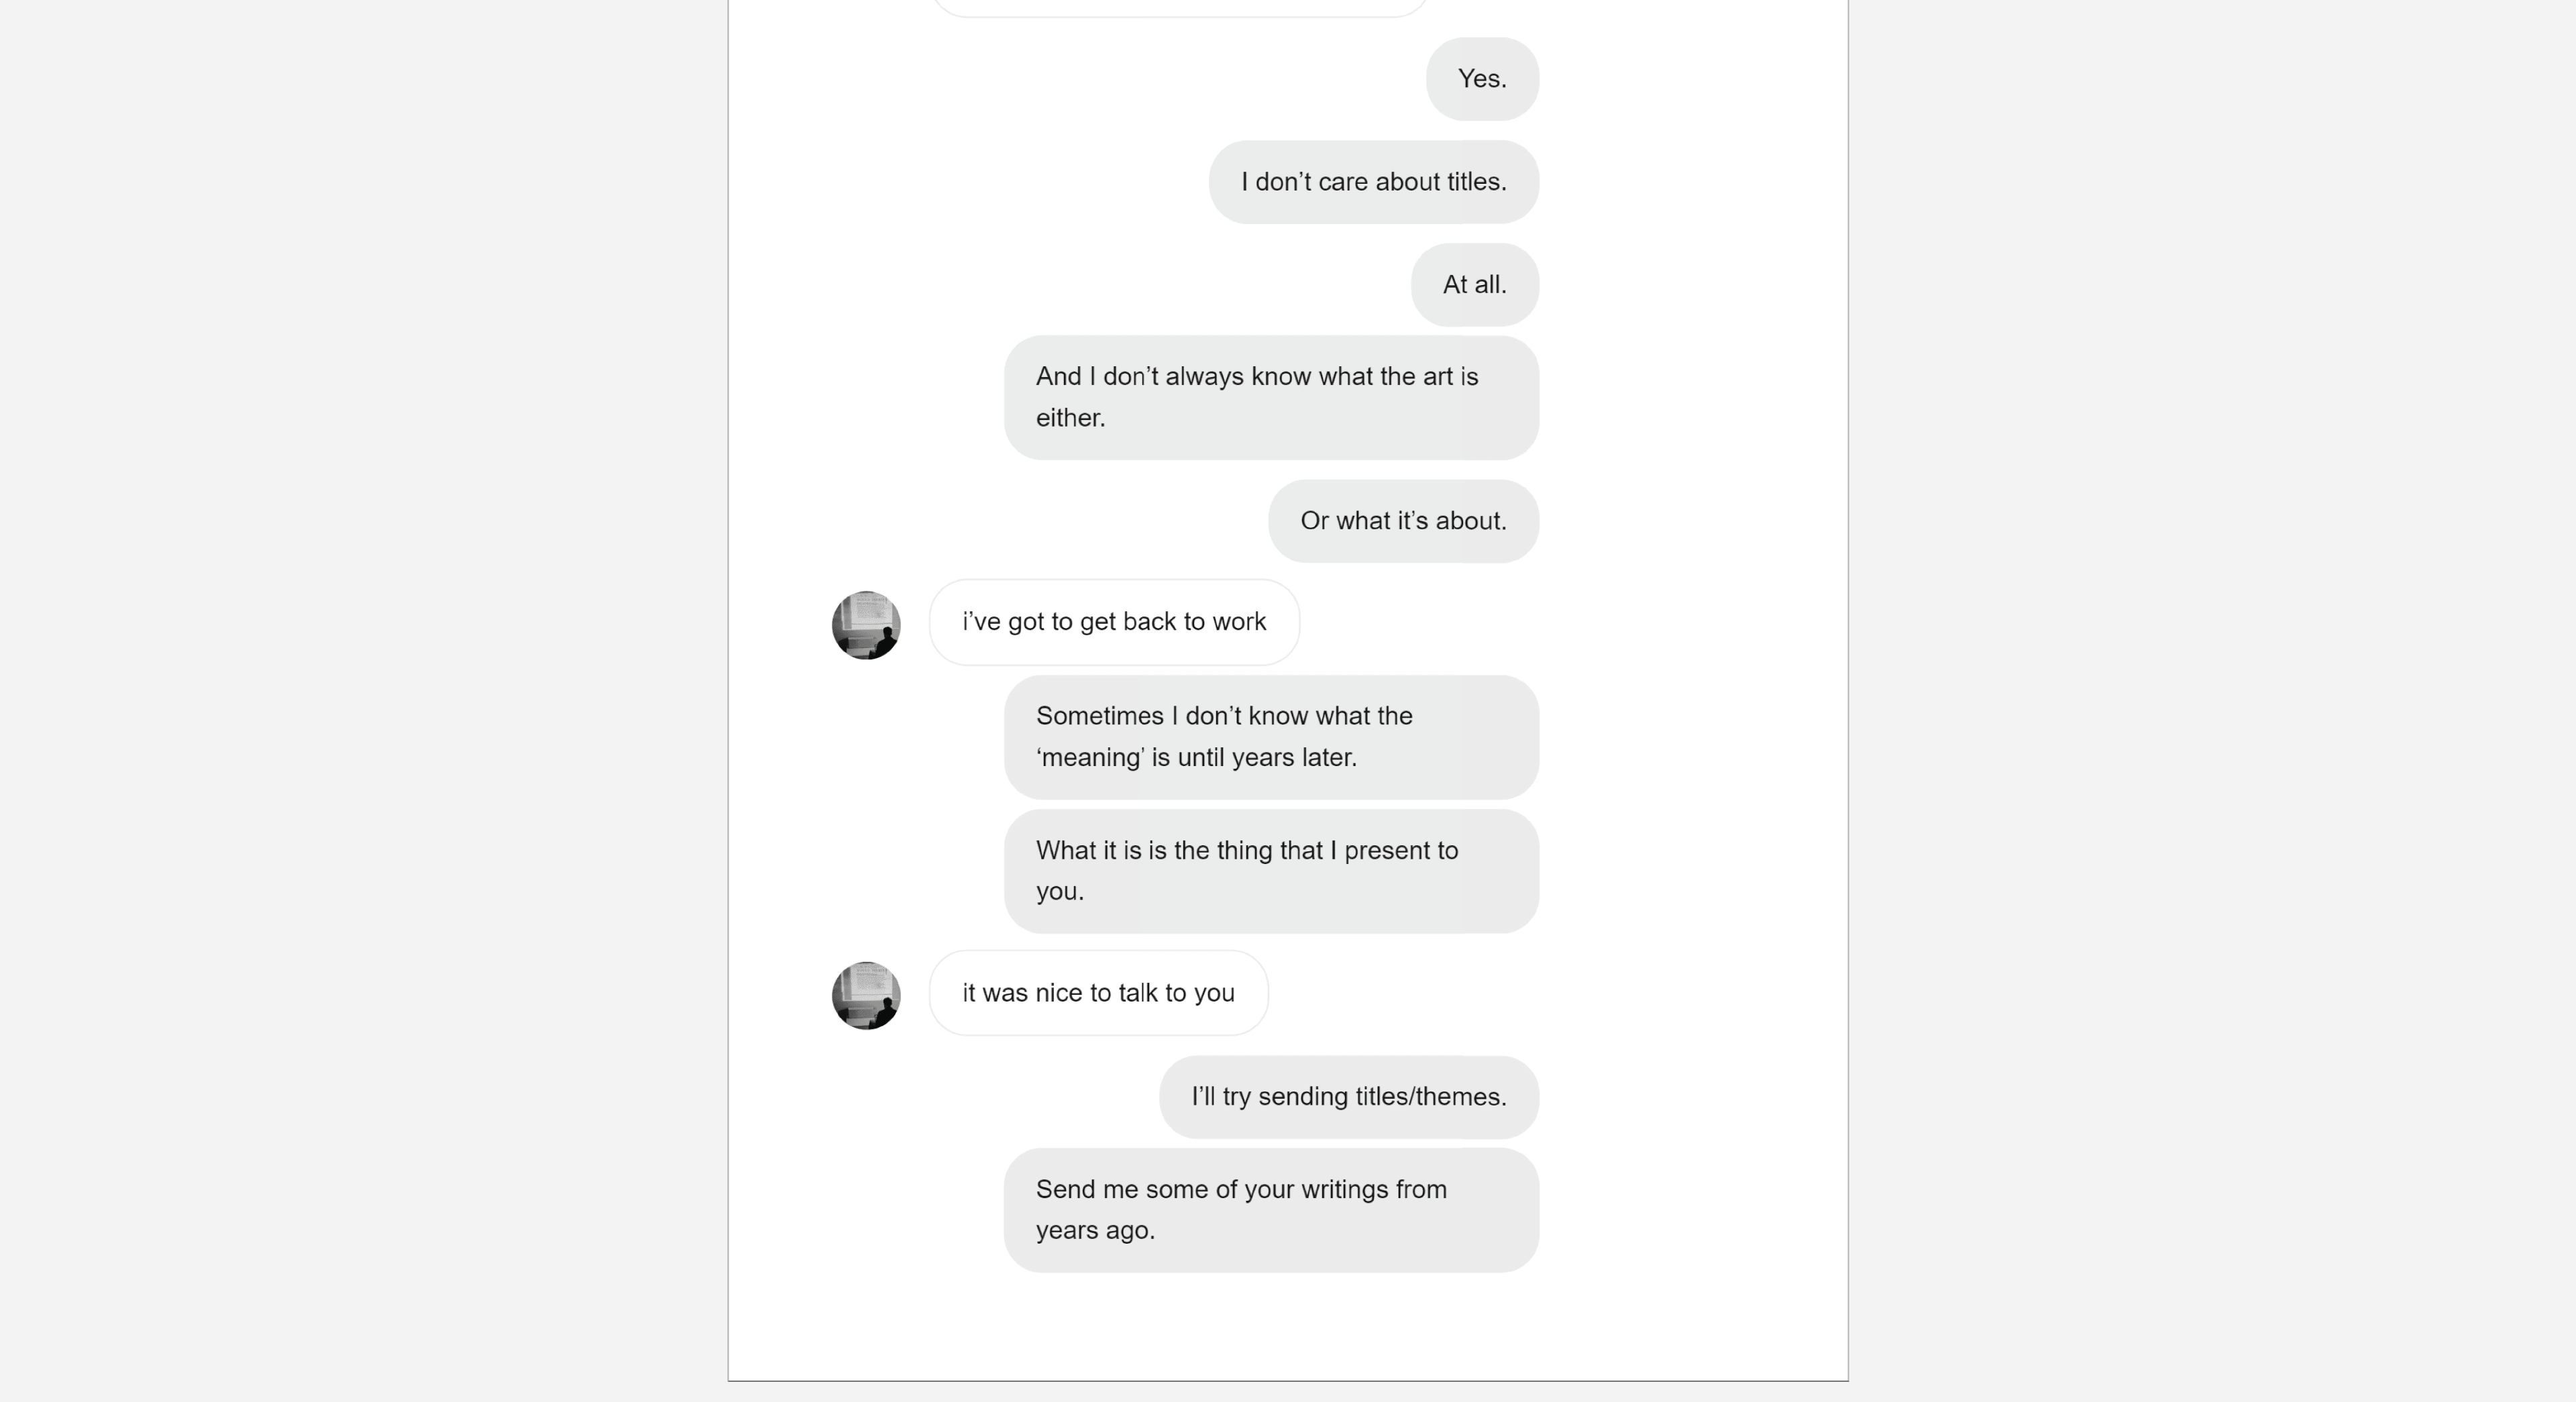 Yes.
I don’t care about titles.
At all.
And I don’t always know what the art is
either.
Or what it’s about.
i’ve got to get back to work
Sometimes I don’t know what the
‘meaning’ is until years later.
What it is is the thing that I present to
you.
it was nice to talk to you
I’ll try sending titles/themes.
Send me some of your writings from
years ago.